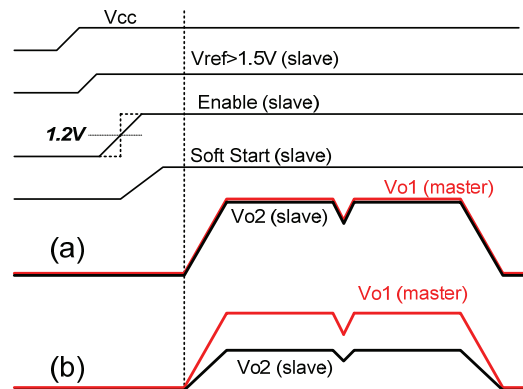 Vcc
Vref>1.5V (slave)
Enable (slave)
1.2V
Soft Start (slave)
Vo1 (master)
Vo2 (slave)
(a)
Vo1 (master)
Vo2 (slave)
(b)